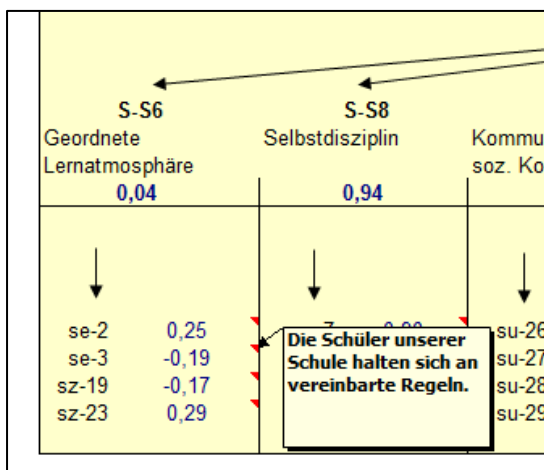 S-S6 S-S8
Geordnete Selbstdisziplin Kommu
Lernatmosphäre soz. Ko
0,04 0,94
se-2 0,25 su-26
se-3 -0,19 su-27
sz-19 -0,17 su-28
sz-23 0,29 su-29
Die Schüler unserer
Schule halten sich an
vereinbarte Regeln.